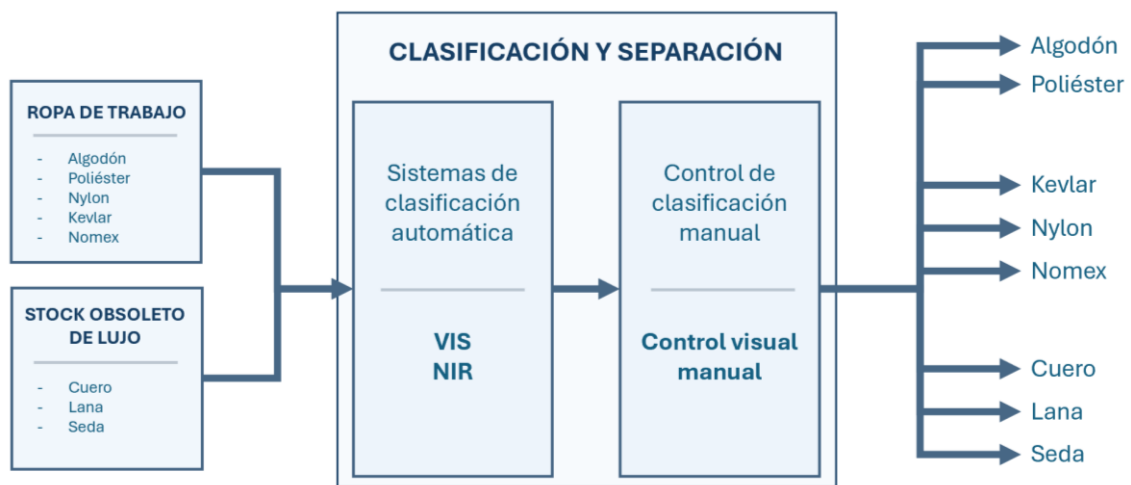 ROPA DE TRABAJO
- Algodón
- Poliéster
- Nylon
- Kevlar
- Nomex
STOCK OBSOLETO
DE LUJO
- Cuero
- Lana
- Seda
CLASIFICACIÓN Y SEPARACIÓN
Sistemas de
clasificación
automática
VIS
NIR
Control de
clasificación
manual
Control visual
manual
Algodón
Poliéster
Kevlar
Nylon
Nomex
Cuero
Lana
Seda